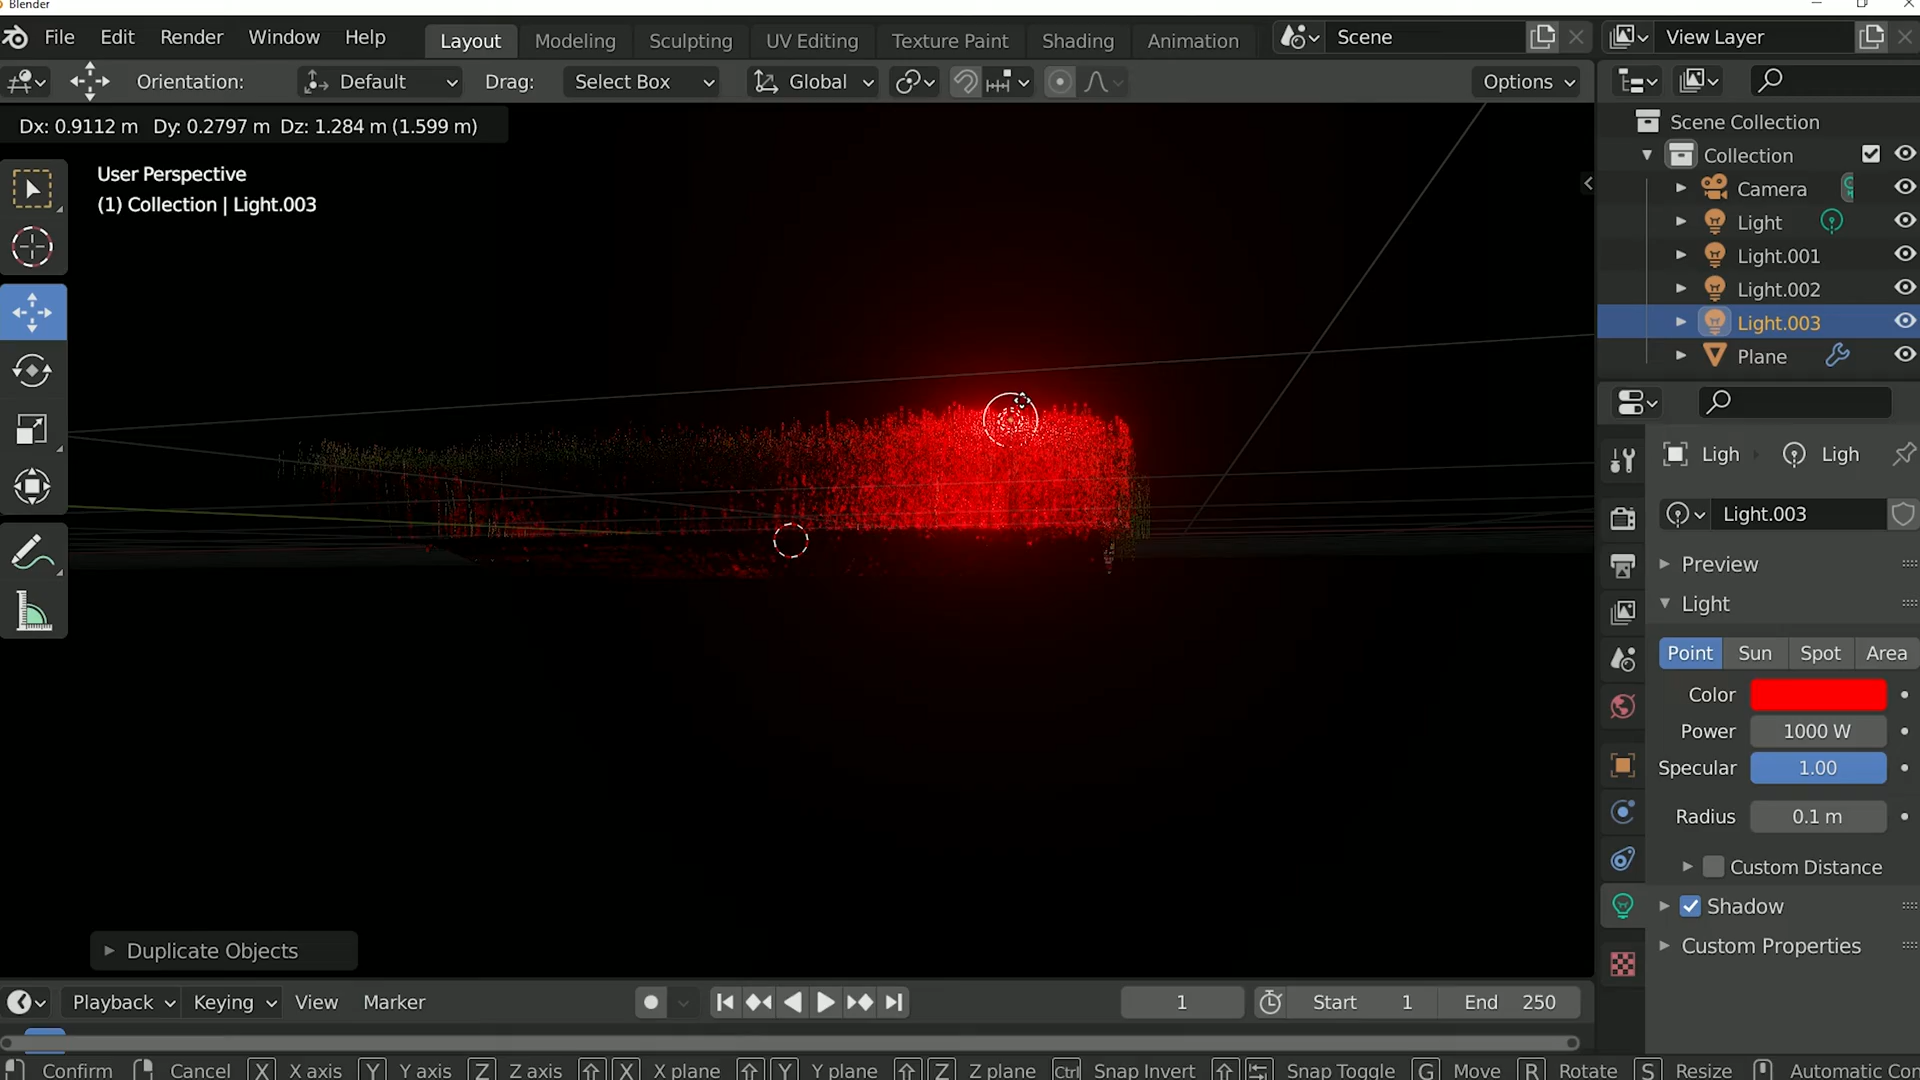 Blender
File Edit Render Window Help Layout Modeling Sculpting UV Editing Texture Paint Shading Animation Scene View Layer
Orientation: Default Drag: Select Box Global Options
Dx: 0.9112 m Dy: 0.2797 m Dz: 1.284 m (1.599 m)
User Perspective
(1) Collection | Light.003
Scene Collection
Collection
Camera
Light
Light.001
Light.002
Light.003
Plane
Ligh Ligh
Light.003
Preview
Light
Point Sun Spot Area
Color
Power 1000 W
Specular 1.00
Radius 0.1 m
Custom Distance
Shadow
Custom Properties
Duplicate Objects
Playback Keying View Marker 1 Start 1 End 250
Confirm Cancel X X axis Y Y axis Z Z axis X X plane Y Y plane Z Z plane Ctrl Snap Invert Snap Toggle G Move R Rotate S Resize Automatic Con